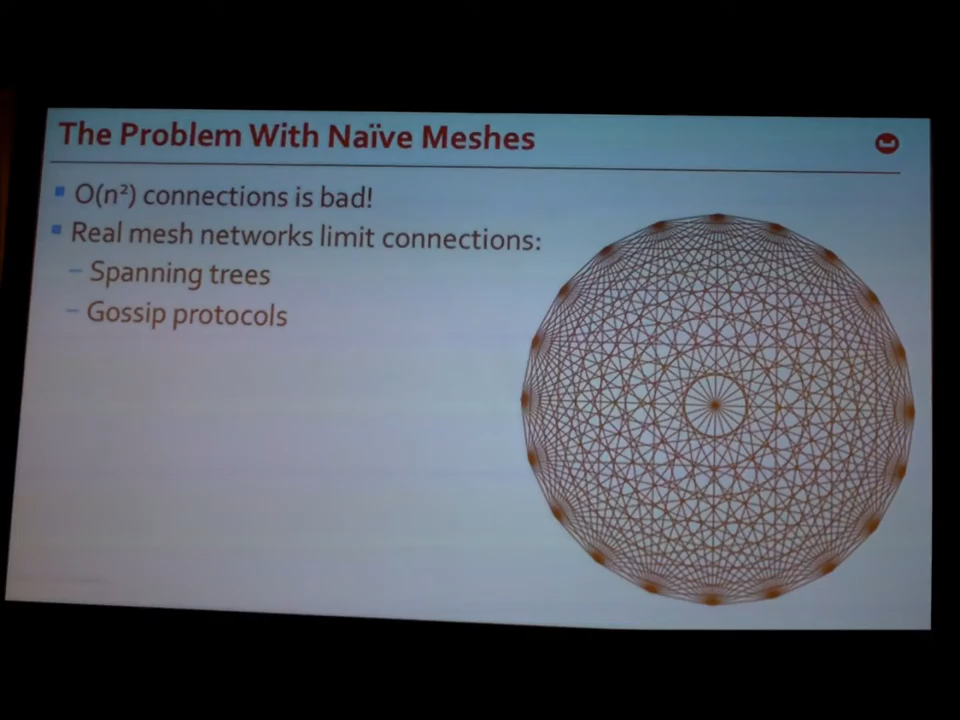 The Problem With Naïve Meshes
O(n²) connections is bad!
Real mesh networks limit connections:
– Spanning trees
– Gossip protocols